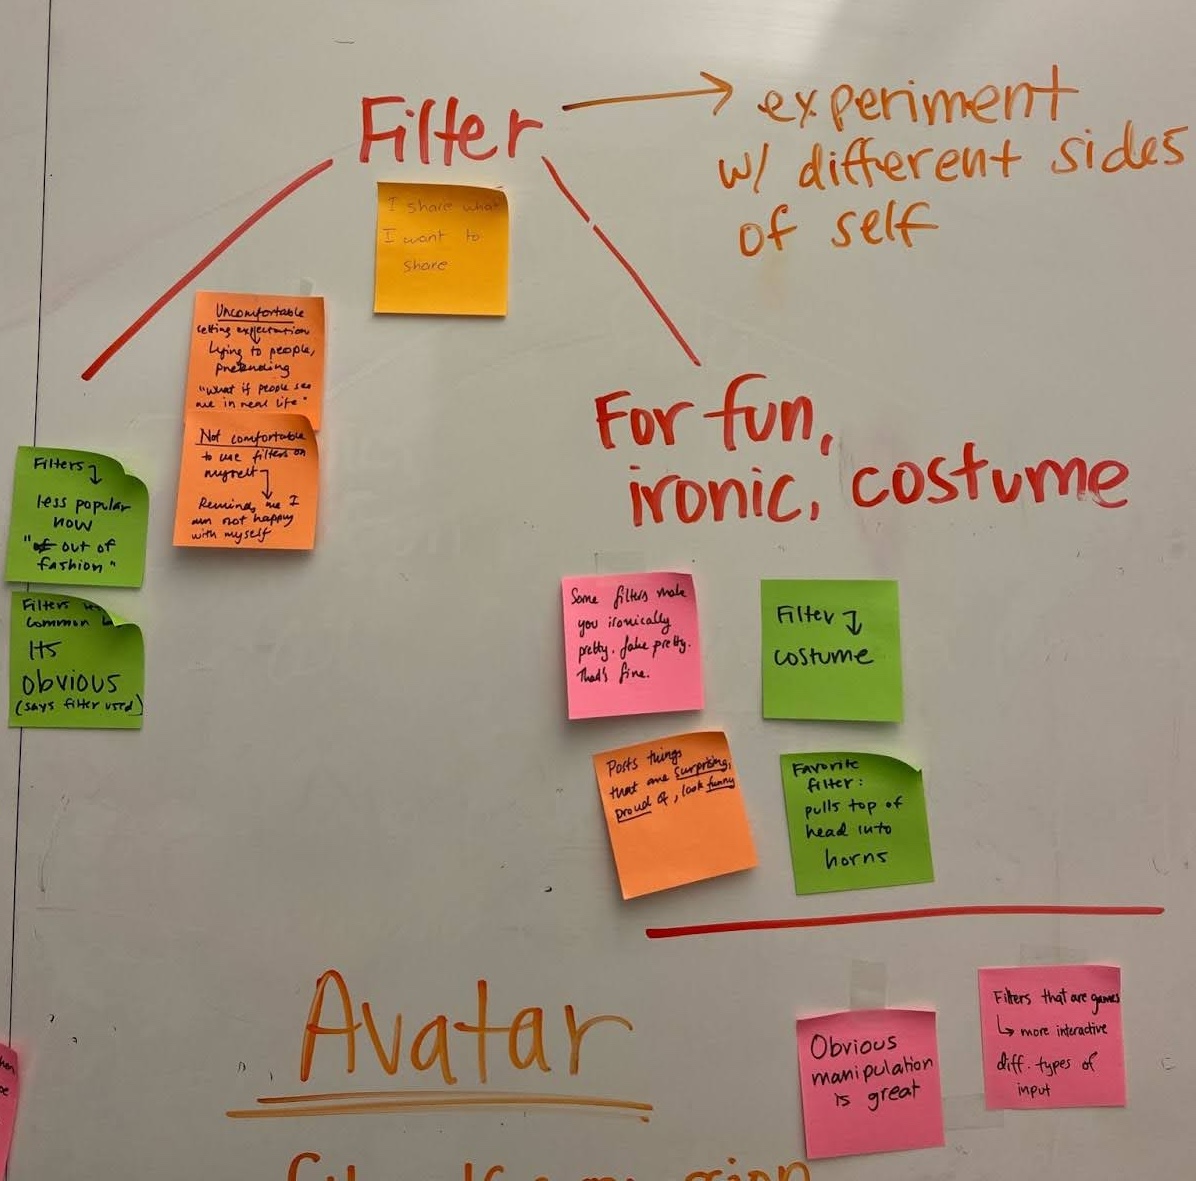 Filter
experiment
w/ different sides
of self
I share what
I want to
share
Uncomfortable
setting expectation
Lying to people,
pretending
"what if people see
me in real life"
Not comfortable
to use filters on
myself
Reminds me I
am not happy
with myself
Filters
less popular
now
"of out of
fashion"
Filters
common
Its
obvious
(says filter used)
For fun,
ironic, costume
Some filters make
you ironically
pretty. fake pretty.
That's fine.
Filter
costume
Posts things
that are surprising,
proud of, look funny
Favorite
filter:
pulls top of
head into
horns
Avatar
Obvious
manipulation
is great
Filters that are games
more interactive
diff. types of
input